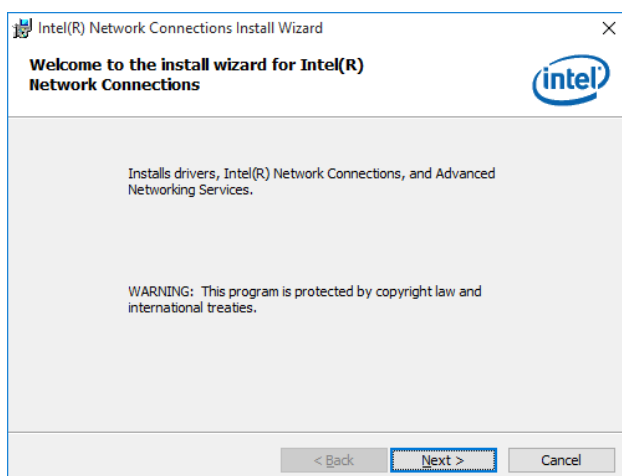 Intel(R) Network Connections Install Wizard
Welcome to the install wizard for Intel(R)
Network Connections
intel
Installs drivers, Intel(R) Network Connections, and Advanced
Networking Services.
WARNING: This program is protected by copyright law and
international treaties.
< Back
Next >
Cancel